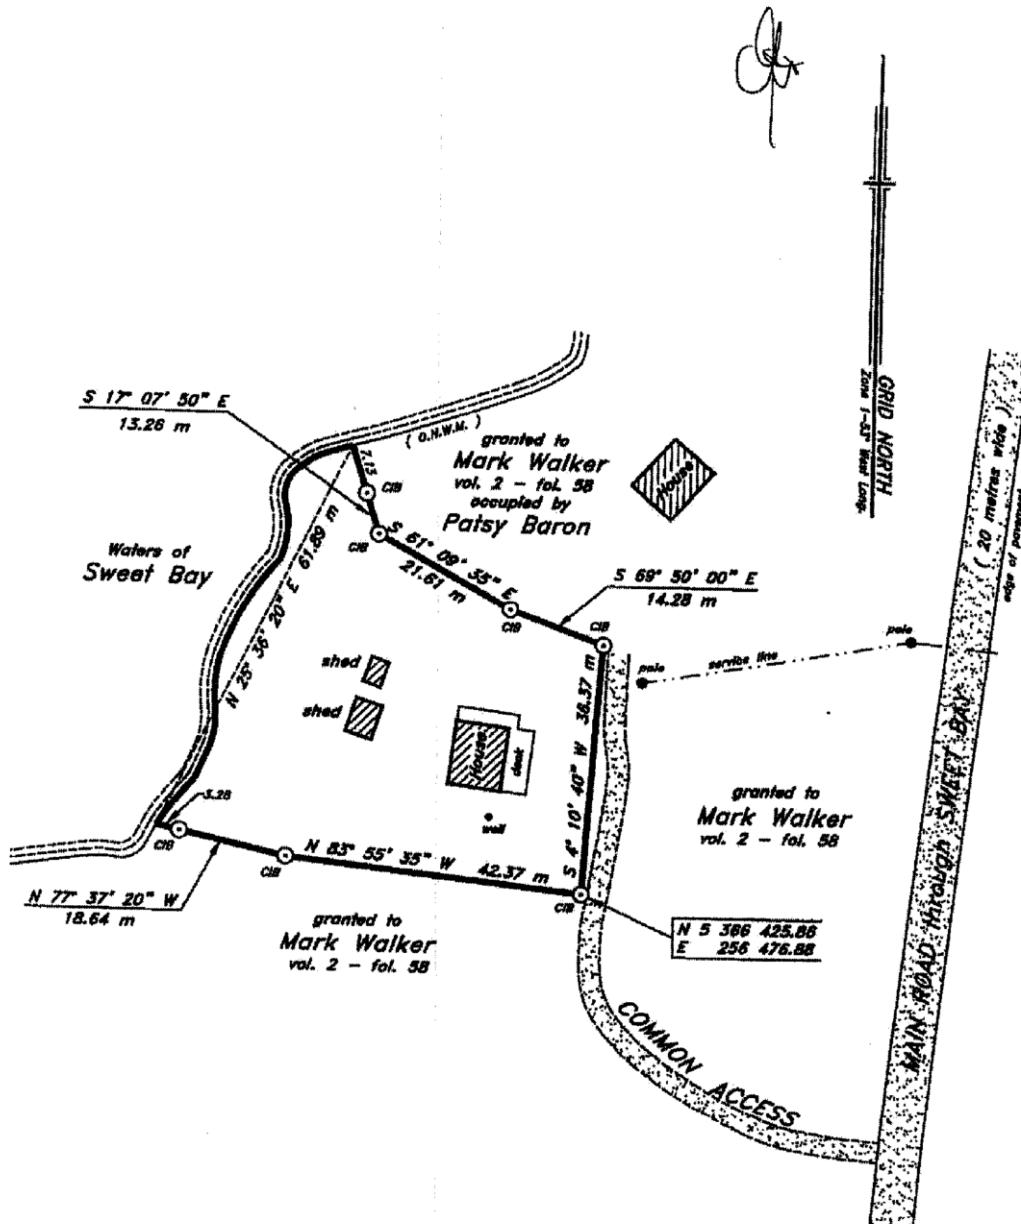 GRID NORTH
Zone 1-53° West Long.
S 17° 07' 50" E
13.26 m
( O.H.W.M. )
7.13
CIB
granted to
Mark Walker
vol. 2 - fol. 58
occupied by
Patsy Baron
House
CIB
Waters of
Sweet Bay
N 25° 36' 20" E 61.89 m
S 61° 09' 35" E
21.61 m
CIB
S 69° 50' 00" E
14.28 m
CIB
pole
service line
pole
shed
shed
House
deck
well
S 4° 10' 40" W 38.37 m
granted to
Mark Walker
vol. 2 - fol. 58
3.28
CIB
N 77° 37' 20" W
18.64 m
CIB
N 83° 55' 35" W 42.37 m
CIB
N 5 386 425.86
E 256 476.88
granted to
Mark Walker
vol. 2 - fol. 58
COMMON ACCESS
MAIN ROAD through SWEET BAY ( 20 metres wide )
edge of pavement